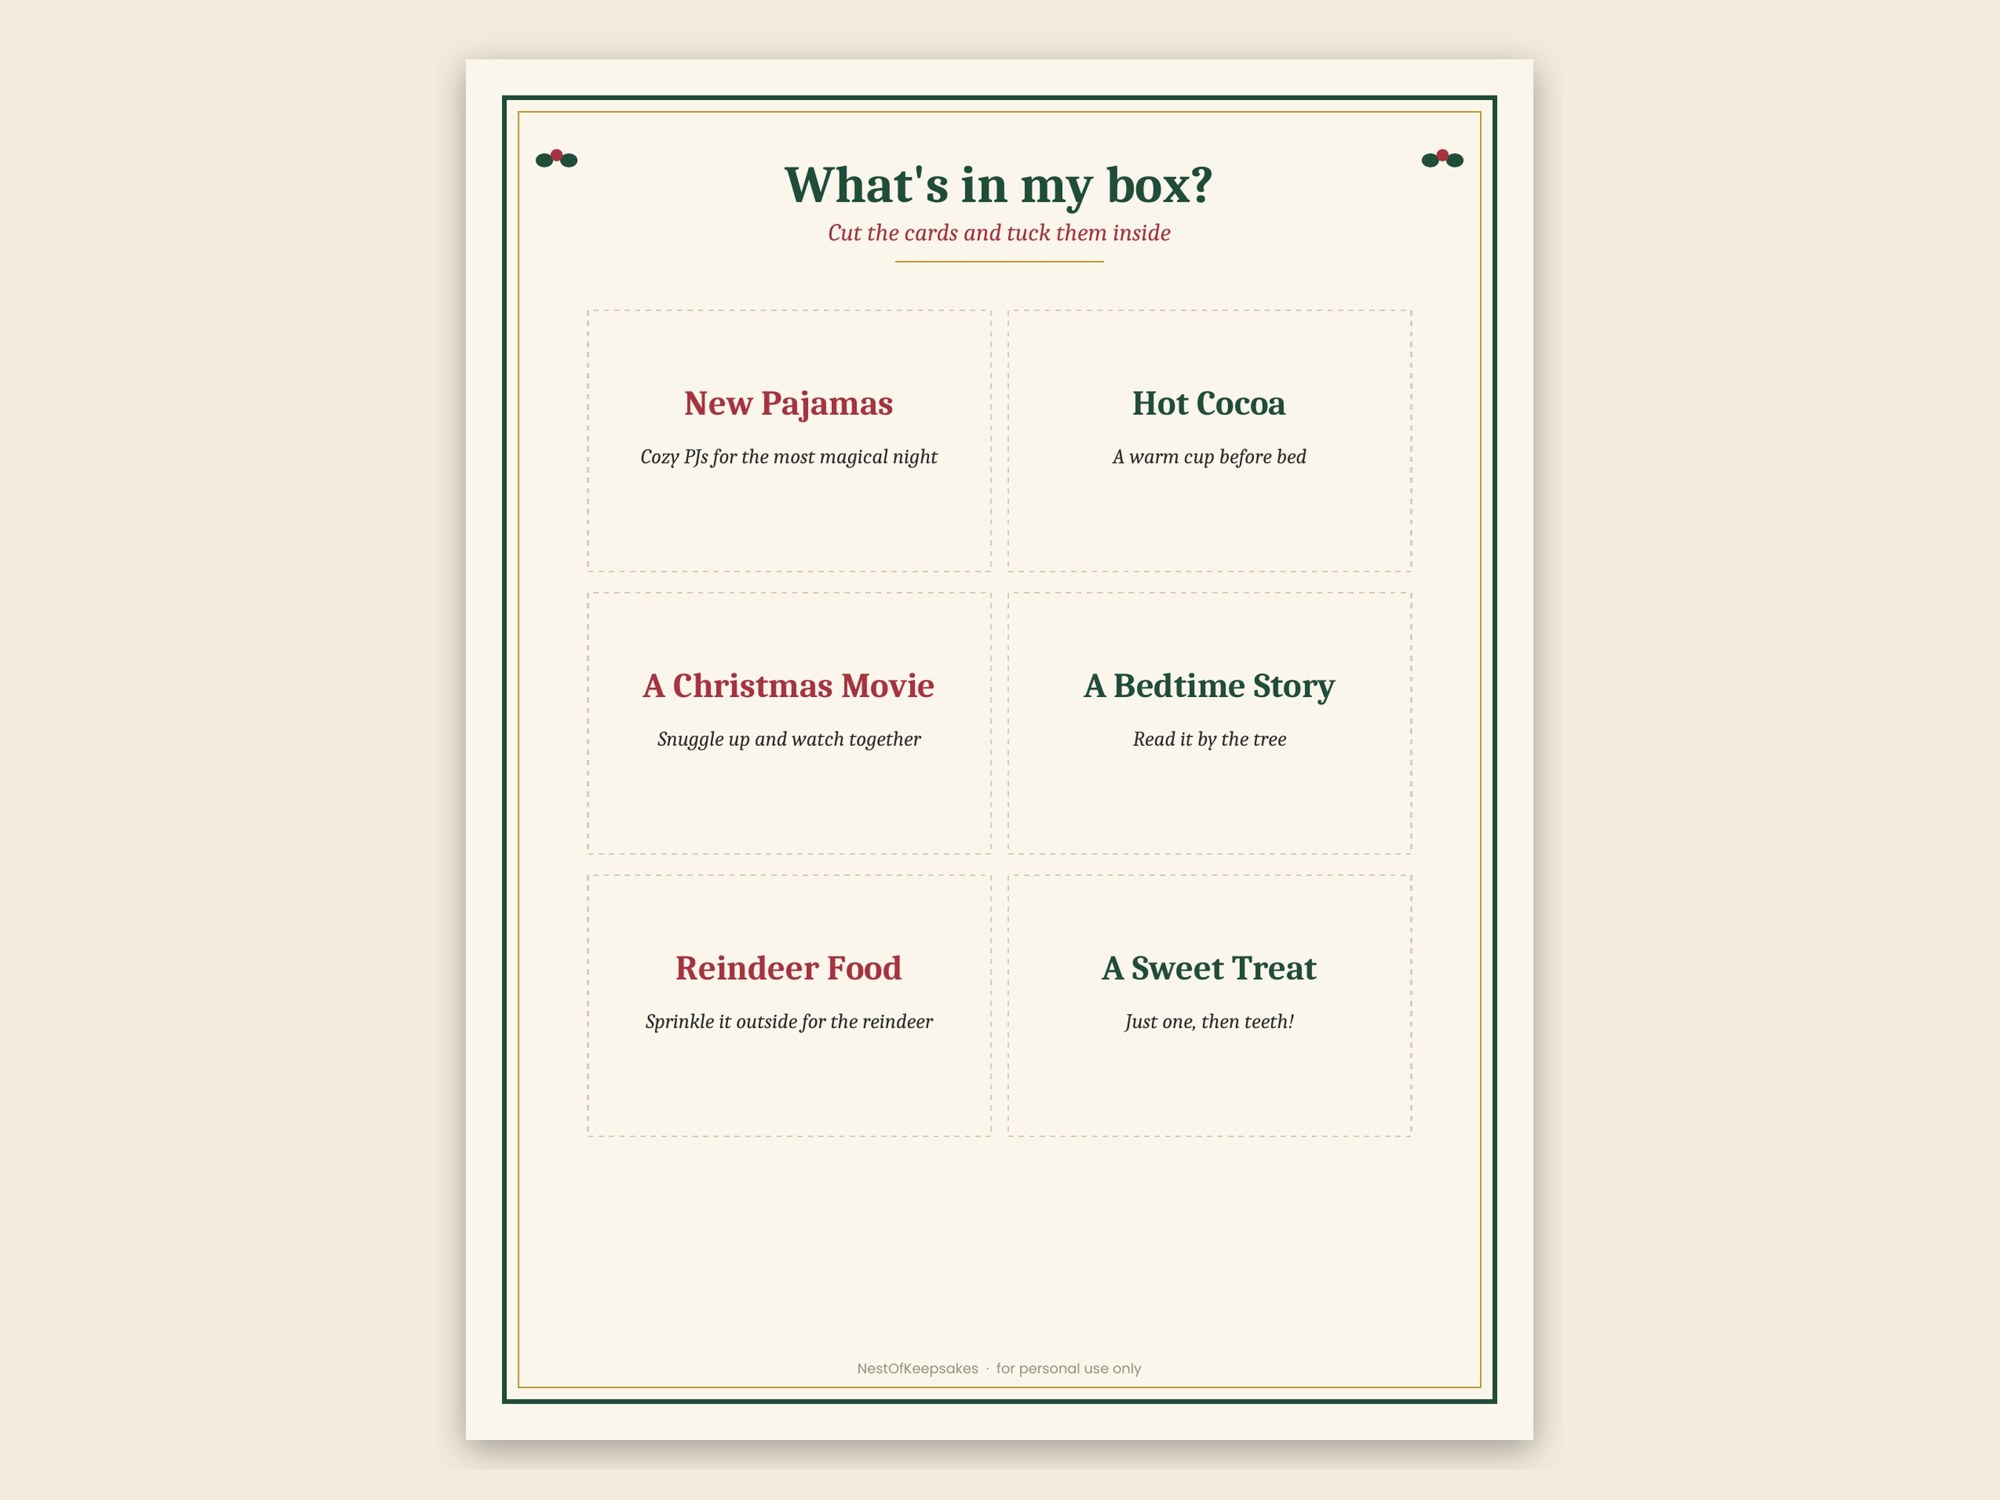 What's in my box?
Cut the cards and tuck them inside
New Pajamas
Cozy PJs for the most magical night
Hot Cocoa
A warm cup before bed
A Christmas Movie
Snuggle up and watch together
A Bedtime Story
Read it by the tree
Reindeer Food
Sprinkle it outside for the reindeer
A Sweet Treat
Just one, then teeth!
NestOfKeepsakes · for personal use only